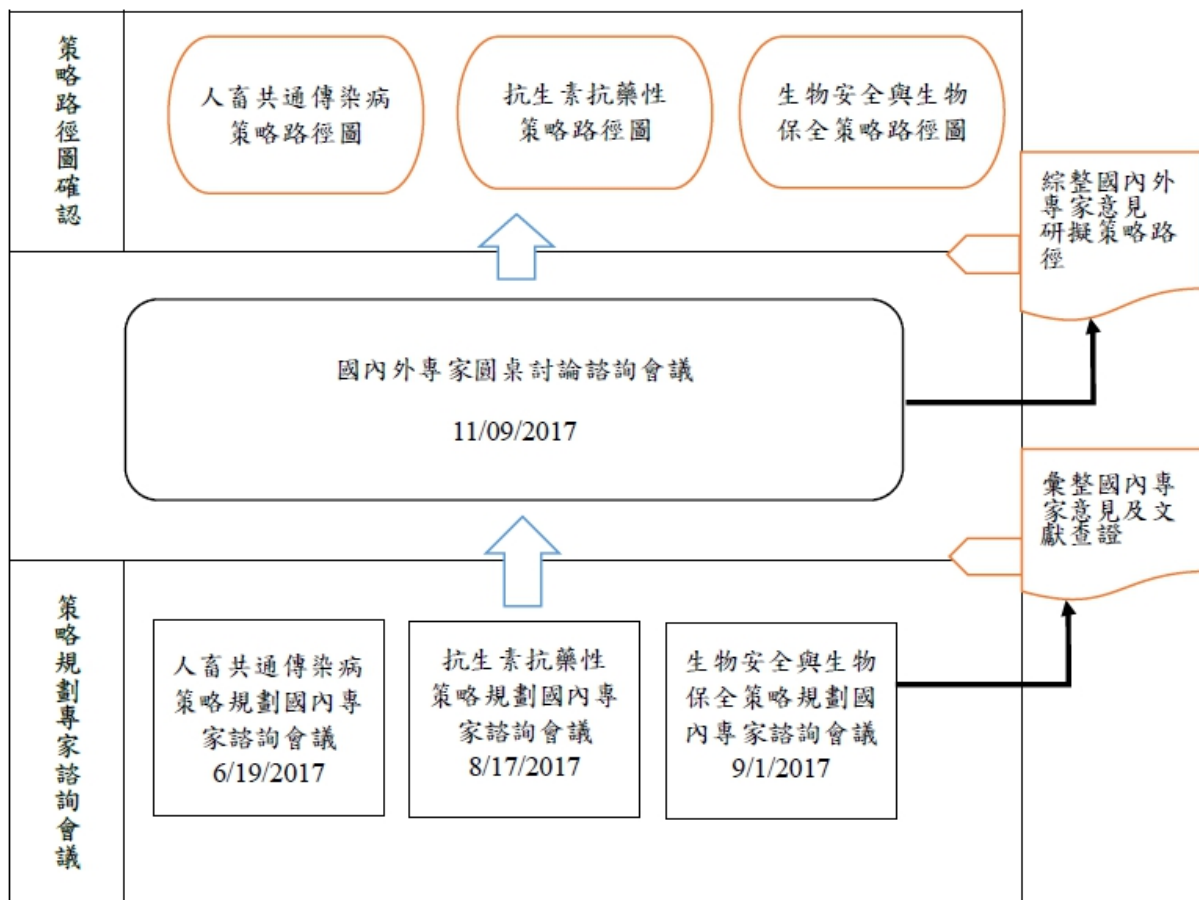 策略路徑圖確認
人畜共通傳染病
策略路徑圖
抗生素抗藥性
策略路徑圖
生物安全與生物
保全策略路徑圖
綜整國內外
專家意見
研擬策略路
徑
國內外專家圓桌討論諮詢會議
11/09/2017
彙整國內專
家意見及文
獻查證
策略規劃專家諮詢會議
人畜共通傳染病
策略規劃國內專
家諮詢會議
6/19/2017
抗生素抗藥性
策略規劃國內專
家諮詢會議
8/17/2017
生物安全與生物
保全策略規劃國
內專家諮詢會議
9/1/2017